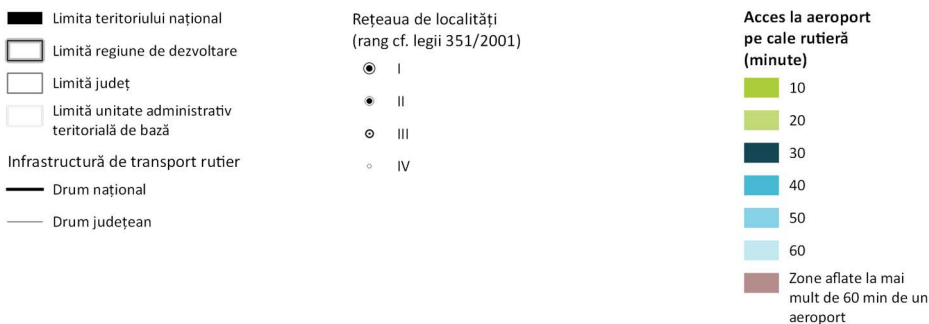 Limita teritoriului național
Limită regiune de dezvoltare
Limită județ
Limită unitate administrativ
teritorială de bază
Infrastructură de transport rutier
Drum național
Drum județean
Rețeaua de localități
(rang cf. legii 351/2001)
I
II
III
IV
Acces la aeroport
pe cale rutieră
(minute)
10
20
30
40
50
60
Zone aflate la mai
mult de 60 min de un
aeroport